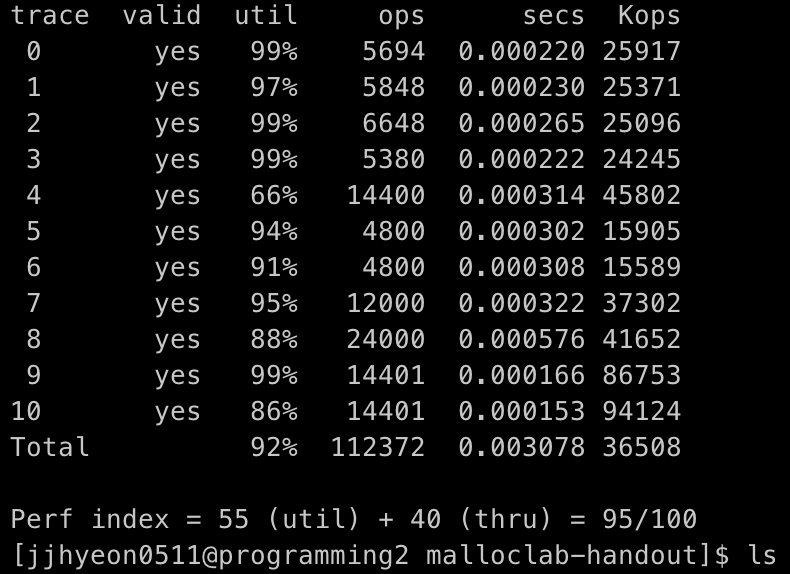 trace valid util ops secs Kops
0 yes 99% 5694 0.000220 25917
1 yes 97% 5848 0.000230 25371
2 yes 99% 6648 0.000265 25096
3 yes 99% 5380 0.000222 24245
4 yes 66% 14400 0.000314 45802
5 yes 94% 4800 0.000302 15905
6 yes 91% 4800 0.000308 15589
7 yes 95% 12000 0.000322 37302
8 yes 88% 24000 0.000576 41652
9 yes 99% 14401 0.000166 86753
10 yes 86% 14401 0.000153 94124
Total 92% 112372 0.003078 36508
Perf index = 55 (util) + 40 (thru) = 95/100
[jjhyeon0511@programming2 malloclab-handout]$ ls